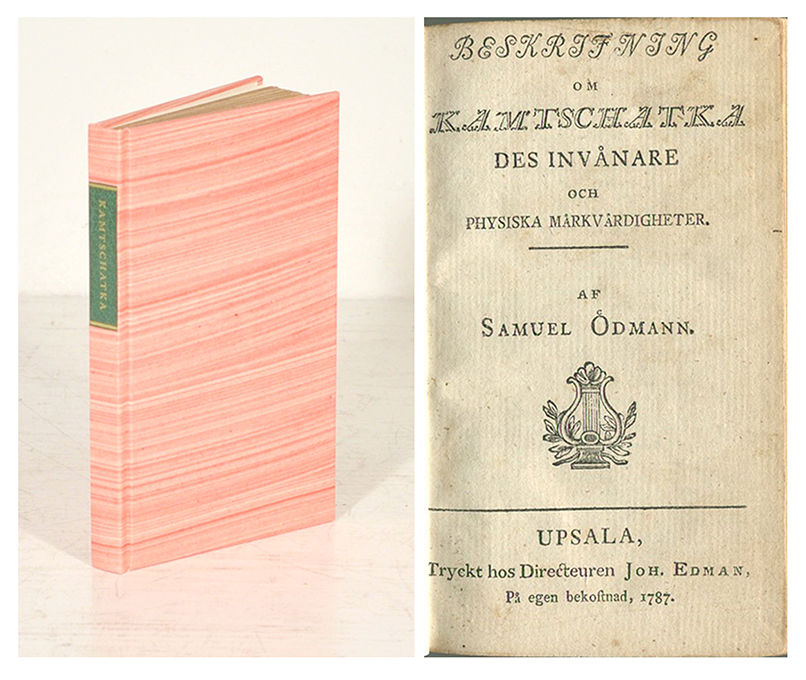 KAMTSCHATKA
BESKRIFNING
OM
KAMTSCHATKA
DES INVÅNARE
OCH
PHYSISKA MÄRKVÄRDIGHETER.
AF
SAMUEL ÖDMANN.
UPSALA,
Tryckt hos Directeuren JOH. EDMAN,
På egen bekoſtnad, 1787.